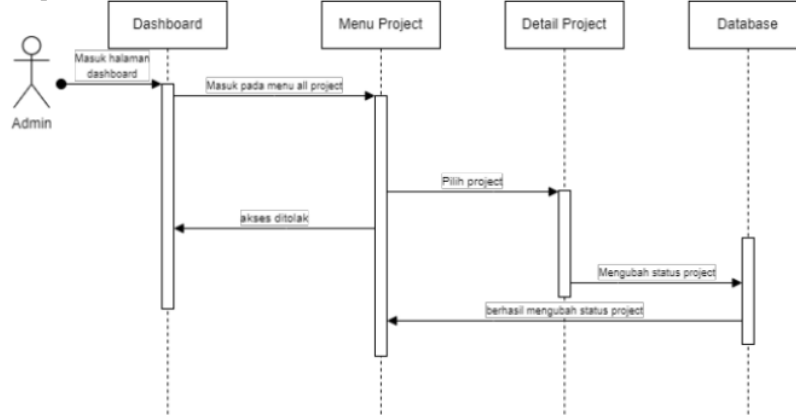 Dashboard
Menu Project
Detail Project
Database
Masuk halaman
dashboard
Masuk pada menu all project
Admin
Pilih project
akses ditolak
Mengubah status project
berhasil mengubah status project